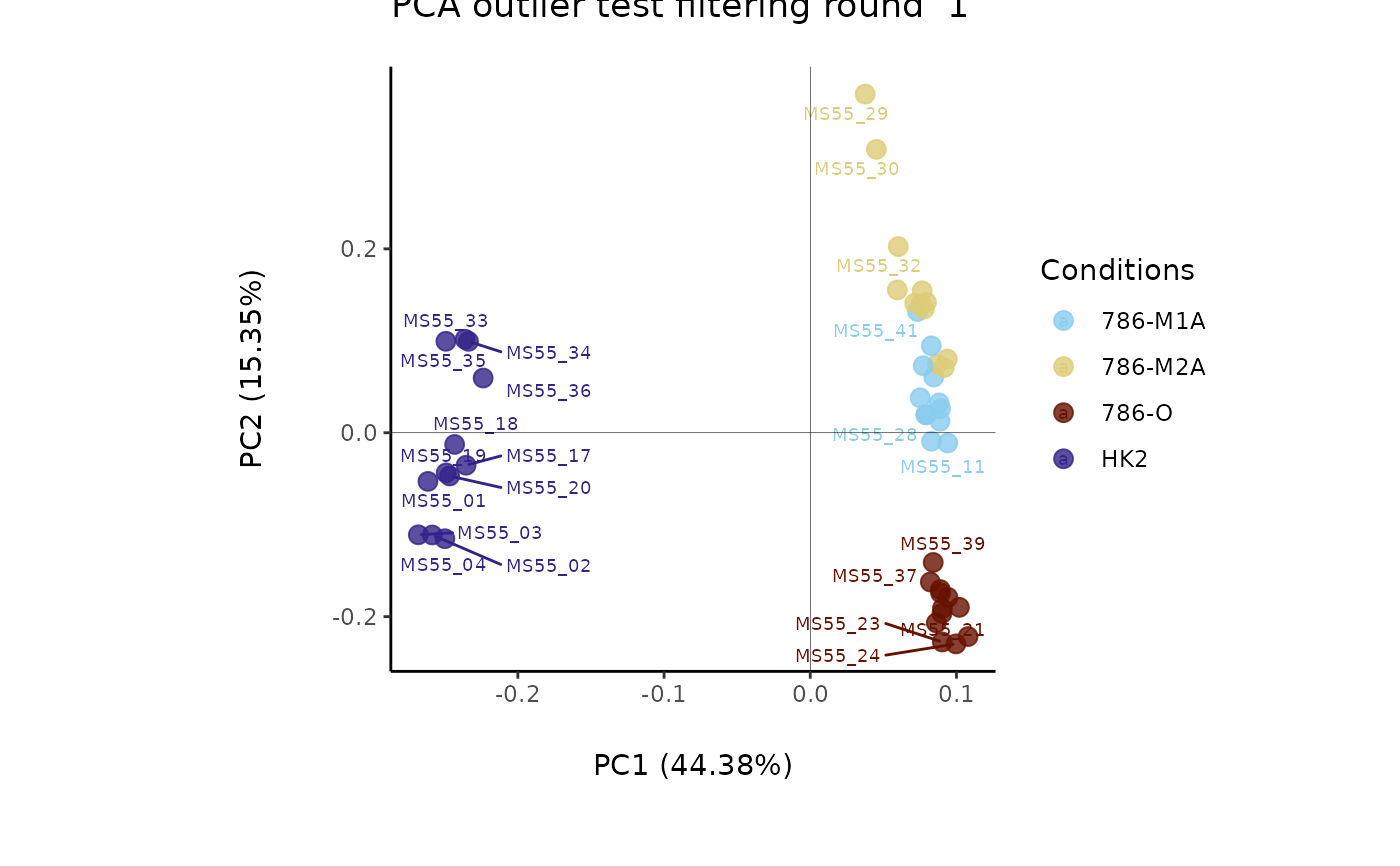 PCA outlier test filtering round 1
MS55_29
MS55_30
0.2
MS55_32
Conditions
MS55_33
MS55_41
a 786-M1A
MS55_34
MS55_35
a 786-M2A
MS55_36
PC2 (15.35%)
MS55_18
a 786-O
0.0
MS55_28
MS55_19
MS55_17
a HK2
MS55_11
MS55_20
MS55_01
MS55_03
MS55_39
MS55_04
MS55_02
MS55_37
-0.2
MS55_23
MS55_21
MS55_24
-0.2
-0.1
0.0
0.1
PC1 (44.38%)